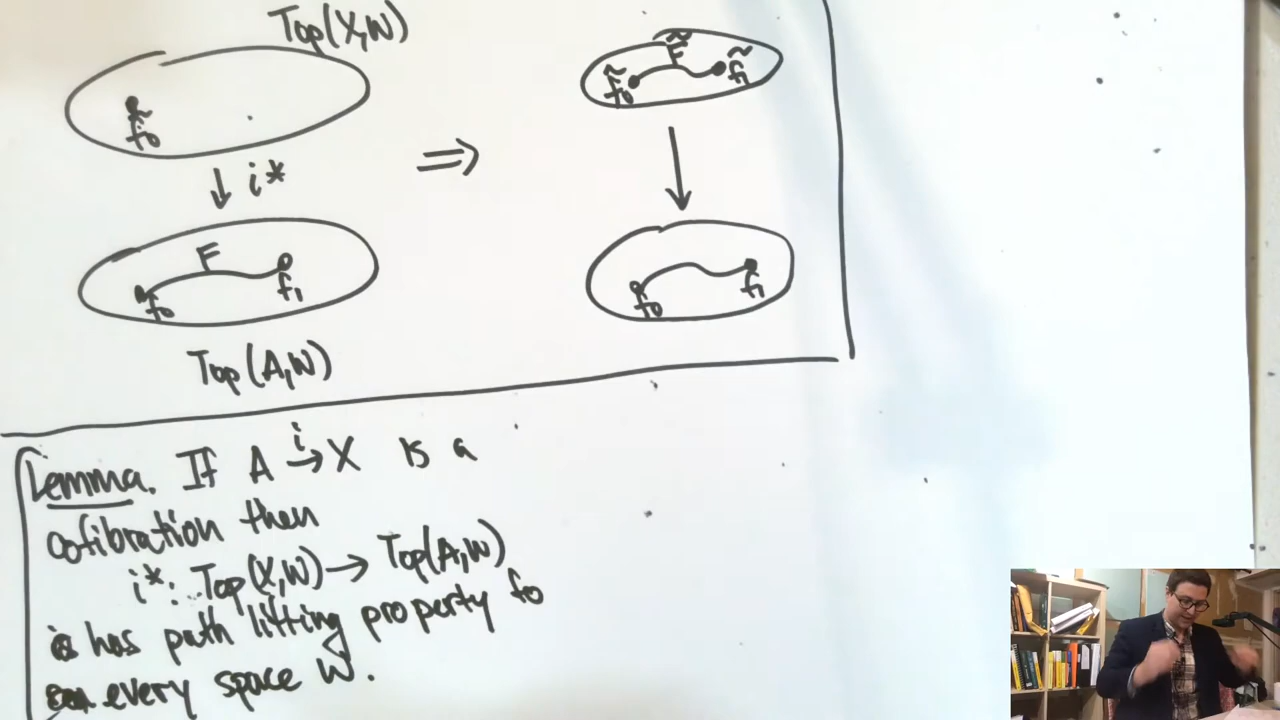 Top(X,W)
f̃₀
↓ i*
F
f₀ f₁
Top(A,W)
⇒
F̃
f̃₀ f̃₁
↓
f₀ f₁
Lemma. If A →ⁱ X is a
cofibration then
i*: Top(X,W) → Top(A,W)
has path lifting property fo
every space W.